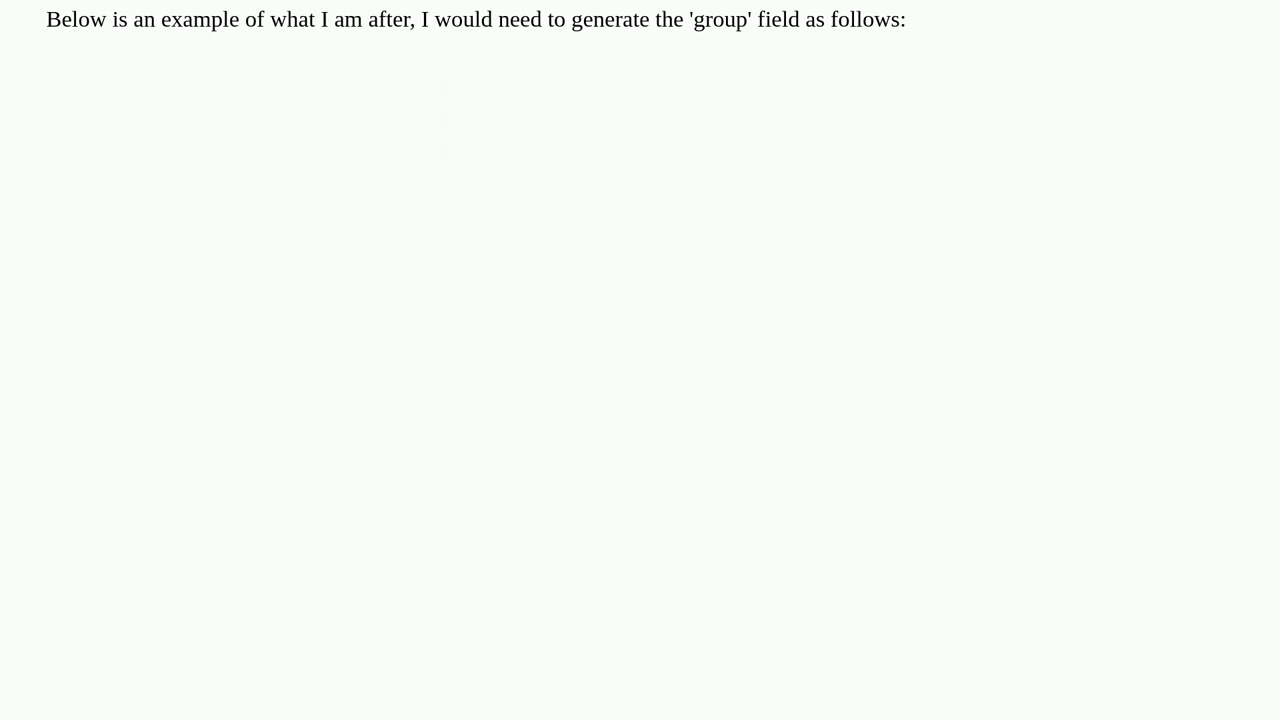 Below is an example of what I am after, I would need to generate the 'group' field as follows: